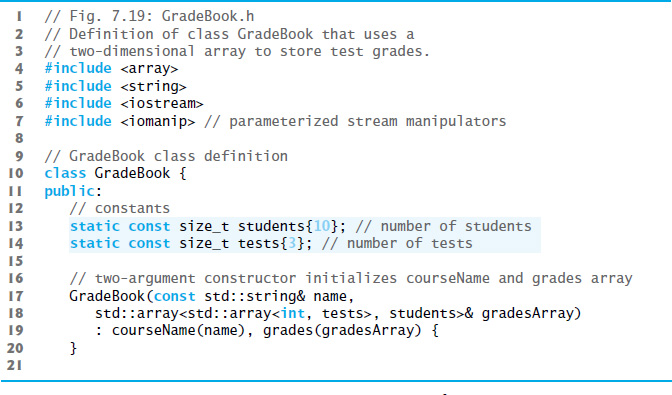 1 // Fig. 7.19: GradeBook.h
2 // Definition of class GradeBook that uses a
3 // two-dimensional array to store test grades.
4 #include <array>
5 #include <string>
6 #include <iostream>
7 #include <iomanip> // parameterized stream manipulators
8
9 // GradeBook class definition
10 class GradeBook {
11 public:
12    // constants
13    static const size_t students{10}; // number of students
14    static const size_t tests{3}; // number of tests
15
16    // two-argument constructor initializes courseName and grades array
17    GradeBook(const std::string& name,
18       std::array<std::array<int, tests>, students>& gradesArray)
19       : courseName(name), grades(gradesArray) {
20    }
21